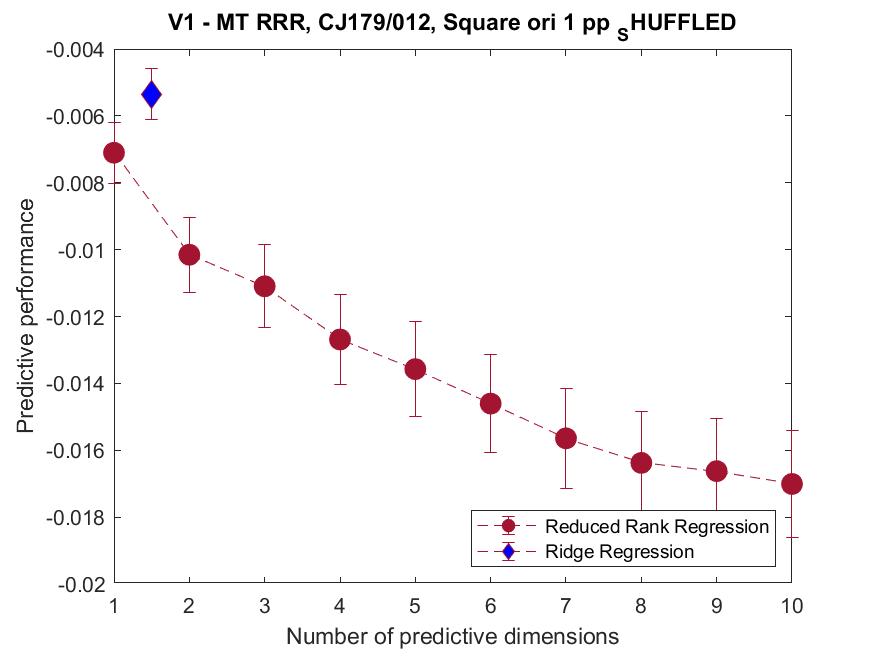 V1 - MT RRR, CJ179/012, Square ori 1 pp SHUFFLED
-0.004
-0.006
-0.008
-0.01
-0.012
-0.014
-0.016
-0.018
-0.02
Predictive performance
Reduced Rank Regression
Ridge Regression
1 2 3 4 5 6 7 8 9 10
Number of predictive dimensions